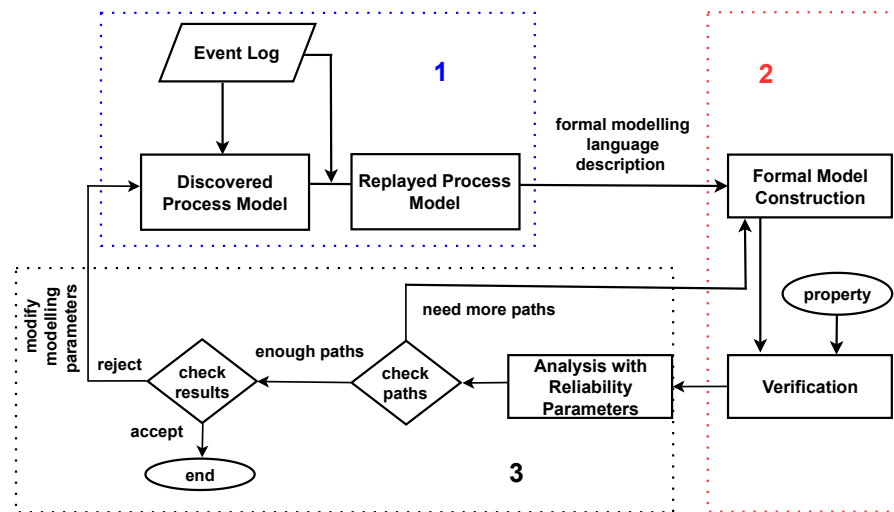 Event Log
1
2
formal modelling
language
description
Discovered
Process Model
Replayed Process
Model
Formal Model
Construction
modify
modelling
parameters
need more paths
property
enough paths
reject
check
results
check
paths
Analysis with
Reliability
Parameters
Verification
accept
end
3